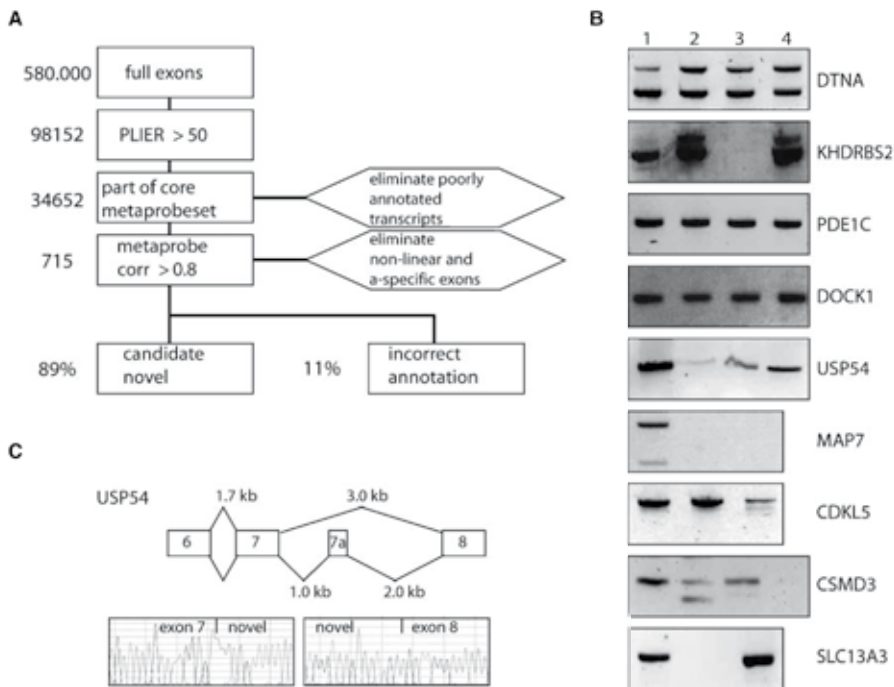 A
580.000
full exons
98152
PLIER > 50
34652
part of core
metaprobeset
eliminate poorly
annotated
transcripts
715
metaprobe
corr > 0.8
eliminate
non-linear and
a-specific exons
89%
candidate
novel
11%
incorrect
annotation
B
1 2 3 4
DTNA
KHDRBS2
PDE1C
DOCK1
USP54
MAP7
CDKL5
CSMD3
SLC13A3
C
USP54
1.7 kb
3.0 kb
6
7
7a
8
1.0 kb
2.0 kb
exon 7 | novel
novel | exon 8